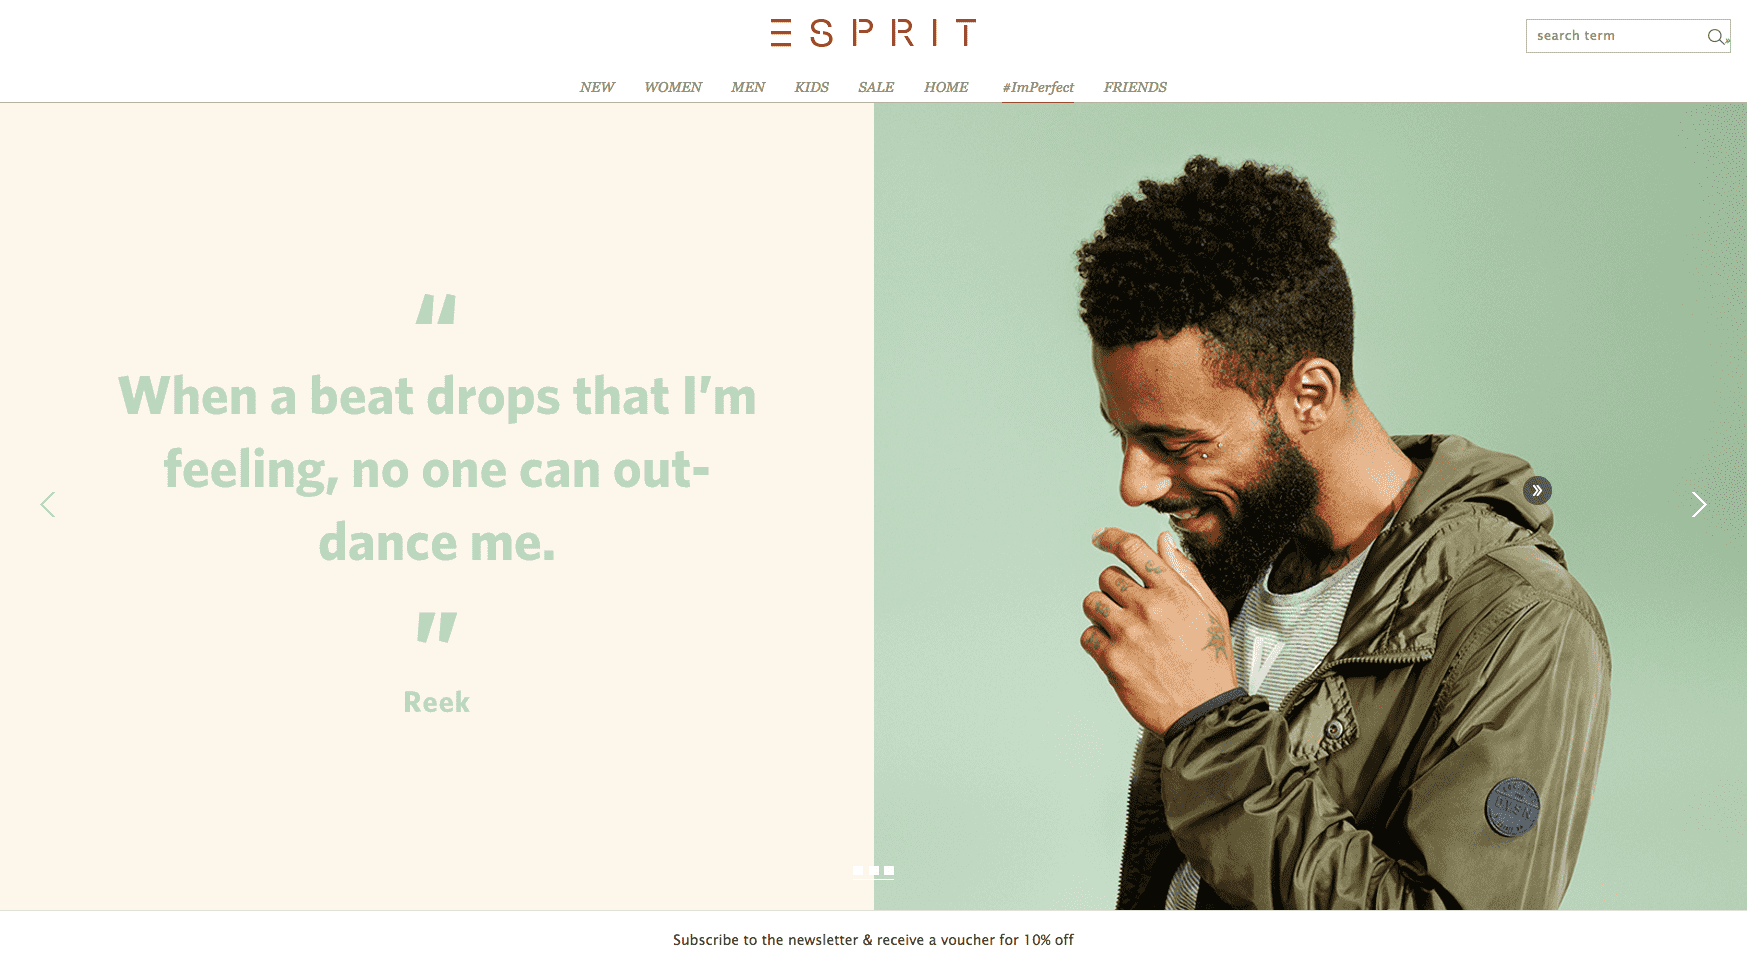 ESPRIT
search term
NEW WOMEN MEN KIDS SALE HOME #ImPerfect FRIENDS
“
When a beat drops that I’m
feeling, no one can out-
dance me.
”
Reek
DVSN
Subscribe to the newsletter & receive a voucher for 10% off